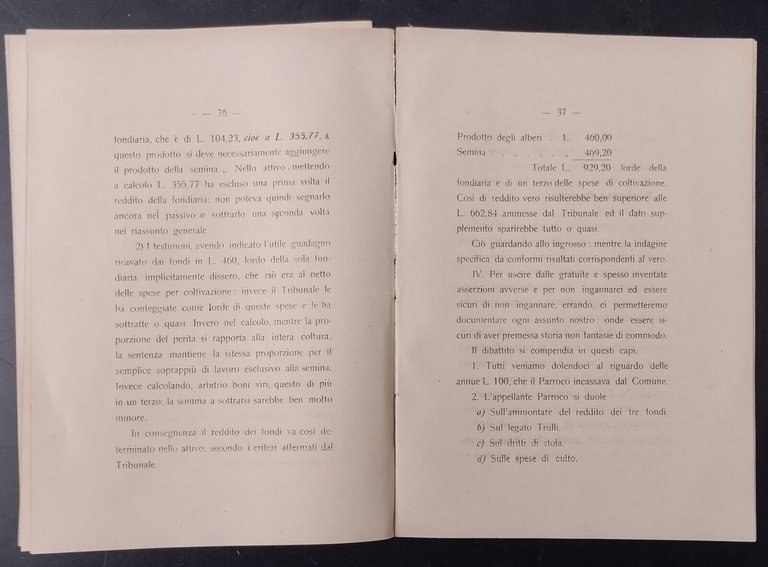 — 36 —
fondiaria, che è di L. 104,23, cioè a L. 355,77, a
questo prodotto si deve necessariamente aggiungere
il prodotto della semina „. Nello attivo, mettendo
a calcolo L. 355,77 ha escluso una prima volta il
reddito della fondiaria: non poteva quindi segnarlo
ancora nel passivo e sottrarlo una seconda volta
nel riassunto generale.
2) I testimoni, avendo indicato l'utile guadagno
ricavato dai fondi in L. 460, lordo della sola fon-
diaria, implicitamente dissero, che ciò era al netto
delle spese per coltivazione: invece il Tribunale le
ha conteggiate come lorde di queste spese e le ha
sottratte o quasi. Invero nel calcolo, mentre la pro-
porzione del perita si rapporta alla intera coltura,
la sentenza mantiene la istessa proporzione per il
semplice soprappiù di lavoro esclusivo alla semina.
Invece calcolando, arbitrio boni viri, questo di più
in un terzo: la somma a sottrarsi sarebbe ben molto
minore.
In consegnenza il reddito dei fondi va così de-
terminato nello attivo, secondo i criteri affermati dal
Tribunale.
— 37 —
Prodotto degli alberi . L. 460,00
Semina . . . . . . „ 469,20
Totale L. 929,20 lorde della
fondiaria e di un terzo delle spese di coltivazione.
Così di reddito vero risulterebbe ben superiore alle
L. 662,84 ammesse dal Tribunale ed il dato sup-
plemento sparirebbe tutto o quasi.
Ciò guardando allo ingrosso: mentre la indagine
specifica da conformi risultati corrispondenti al vero.
IV. Per uscire dalle gratuite e spesso inventate
asserzioni avverse e per non ingannarci ed essere
sicuri di non ingannare, errando, ci permetteremo
documentare ogni assunto nostro: onde essere si-
curi di aver premessa storia non fantasie di commodo.
Il dibattito si compendia in questi capi.
1. Tutti veniamo dolendoci al riguardo delle
annue L. 100, che il Parroco incassava dal Comune.
2. L'appellante Parroco si duole
a) Sull'ammontare del reddito dei tre fondi.
b) Sul legato Trulli.
c) Sul dritti di stola.
d) Sulle spese di culto.